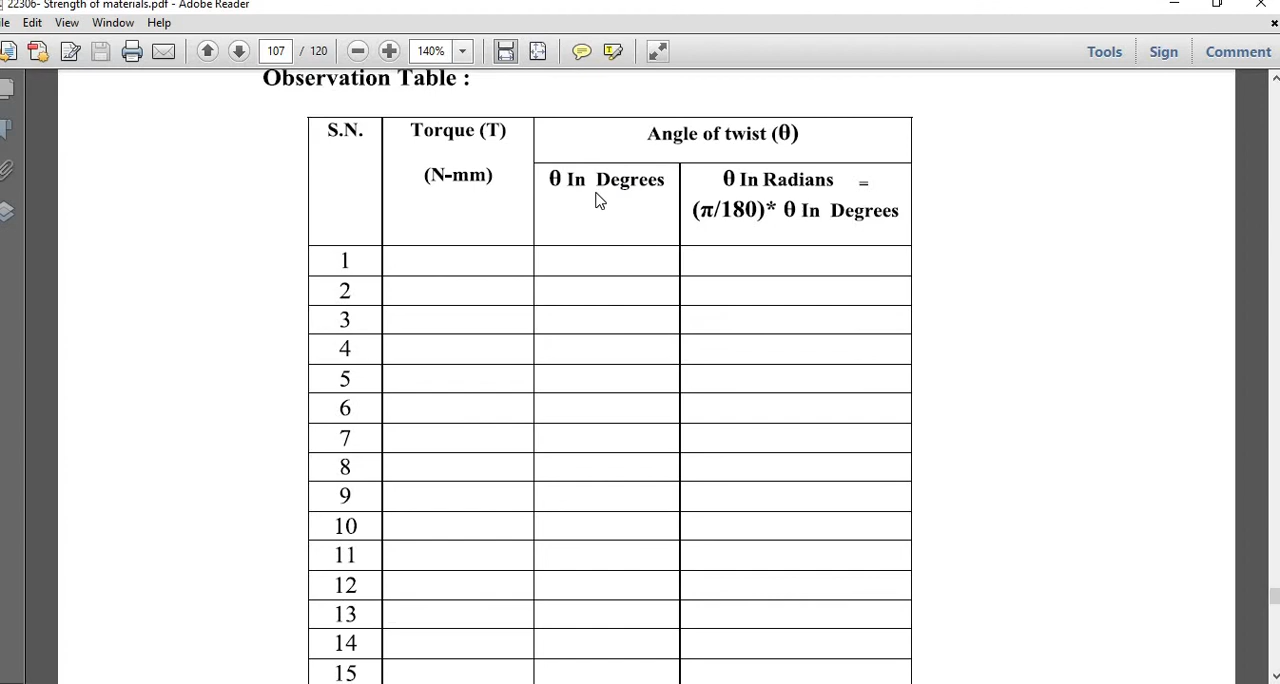 22306- Strength of materials.pdf - Adobe Reader
Edit View Window Help
107 / 120 140% Tools Sign Comment
Observation Table :
S.N. Torque (T) Angle of twist (θ)
(N-mm) θ In Degrees θ In Radians =
(π/180)* θ In Degrees
1
2
3
4
5
6
7
8
9
10
11
12
13
14
15